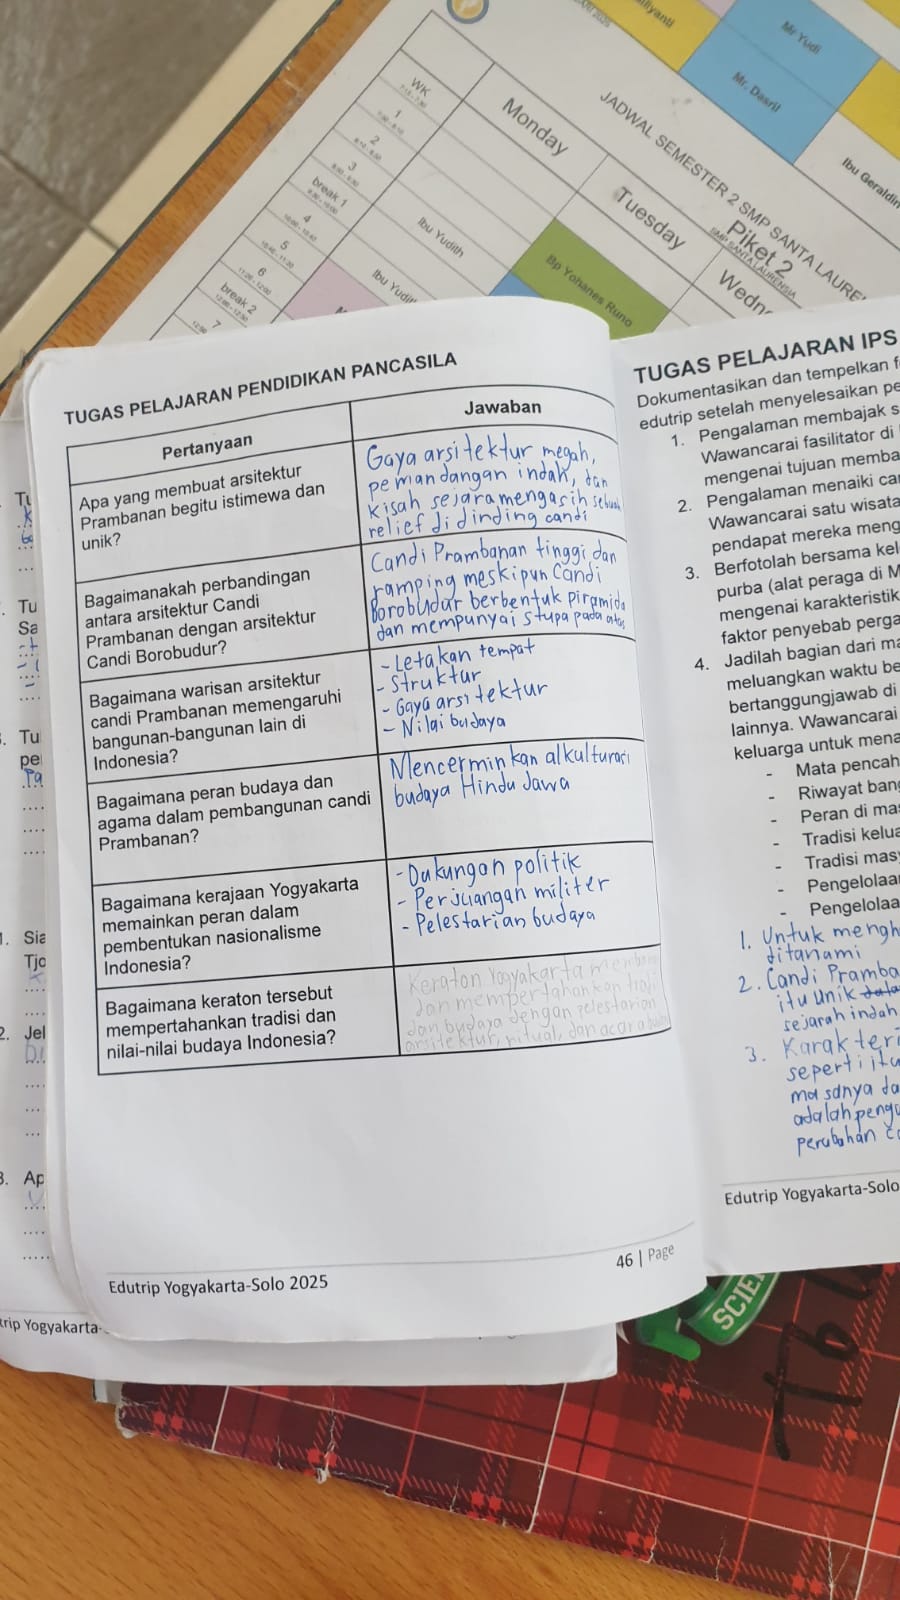 Mr Yudi
Mr. Dasril
Ibu Geraldin
JADWAL SEMESTER 2 SMP SANTA LAURE
Piket 2
SMP SANTA LAURENSIA
WK
Monday
Tuesday
Wedn
1
2
3
break 1
4
5
6
break 2
7
Ibu Yudith
Ibu Yudit
Bp Yohanes Runo
TUGAS PELAJARAN PENDIDIKAN PANCASILA
Pertanyaan
Jawaban
Apa yang membuat arsitektur
Prambanan begitu istimewa dan
unik?
Gaya arsitektur megah,
pemandangan indah, dan
kisah sejara mengasih sebuah
relief di dinding candi
Bagaimanakah perbandingan
antara arsitektur Candi
Prambanan dengan arsitektur
Candi Borobudur?
Candi Prambanan tinggi dan
ramping meskipun Candi
Borobudur berbentuk piramida
dan mempunyai stupa pada atas
Bagaimana warisan arsitektur
candi Prambanan memengaruhi
bangunan-bangunan lain di
Indonesia?
- Letakan tempat
- Struktur
- Gaya arsitektur
- Nilai budaya
Bagaimana peran budaya dan
agama dalam pembangunan candi
Prambanan?
Mencerminkan alkulturasi
budaya Hindu Jawa
Bagaimana kerajaan Yogyakarta
memainkan peran dalam
pembentukan nasionalisme
Indonesia?
- Dukungan politik
- Perjuangan militer
- Pelestarian budaya
Bagaimana keraton tersebut
mempertahankan tradisi dan
nilai-nilai budaya Indonesia?
Keraton Yogyakarta
dan mempertahankan tradi
dan budaya dengan pelestarian
arsitektur, ritual, dan acara
Edutrip Yogyakarta-Solo 2025
46 | Page
TUGAS PELAJARAN IPS
Dokumentasikan dan tempelkan f
edutrip setelah menyelesaikan pe
1. Pengalaman membajak s
Wawancarai fasilitator di
mengenai tujuan memba
2. Pengalaman menaiki ca
Wawancarai satu wisata
pendapat mereka meng
3. Berfotolah bersama kel
purba (alat peraga di M
mengenai karakteristik
faktor penyebab perga
4. Jadilah bagian dari ma
meluangkan waktu be
bertanggungjawab di
lainnya. Wawancarai
keluarga untuk mena
- Mata pencah
- Riwayat bang
- Peran di mas
- Tradisi kelua
- Tradisi mas
- Pengelolaa
- Pengelolaa
1. Untuk mengh
ditanami
2. Candi Pramba
itu unik
sejarah indah
3. Karakteri
seperti itu
masanya da
adalah pengu
perubahan
Edutrip Yogyakarta-Solo
Tu
Sa
Tu
pe
1. Sia
Tjo
2. Jel
3. Ap
trip Yogyakarta-
SCIE